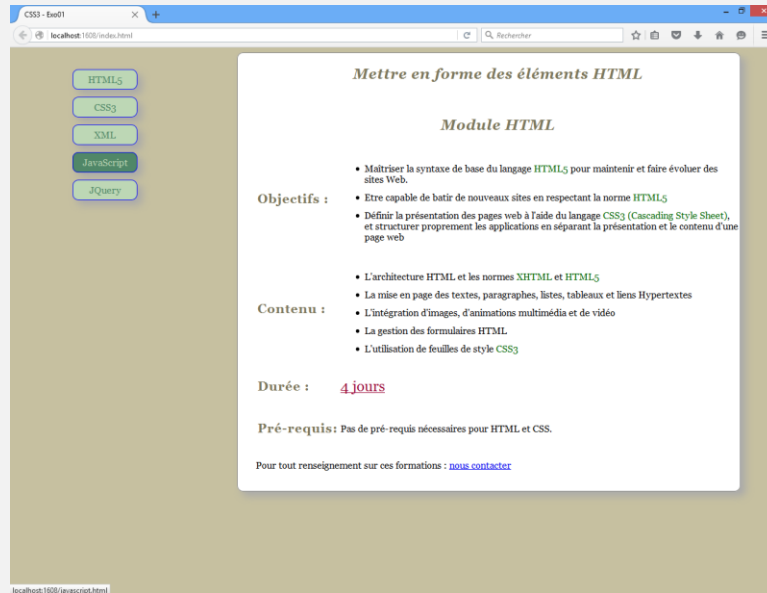 CSS3 - Exo01
localhost:1608/index.html
Rechercher
HTML5
CSS3
XML
JavaScript
JQuery
Mettre en forme des éléments HTML
Module HTML
Objectifs :
• Maîtriser la syntaxe de base du langage HTML5 pour maintenir et faire évoluer des
sites Web.
• Etre capable de batir de nouveaux sites en respectant la norme HTML5
• Définir la présentation des pages web à l'aide du langage CSS3 (Cascading Style Sheet),
et structurer proprement les applications en séparant la présentation et le contenu d'une
page web
Contenu :
• L'architecture HTML et les normes XHTML et HTML5
• La mise en page des textes, paragraphes, listes, tableaux et liens Hypertextes
• L'intégration d'images, d'animations multimédia et de vidéo
• La gestion des formulaires HTML
• L'utilisation de feuilles de style CSS3
Durée : 4 jours
Pré-requis: Pas de pré-requis nécessaires pour HTML et CSS.
Pour tout renseignement sur ces formations : nous contacter
localhost:1608/javascript.html